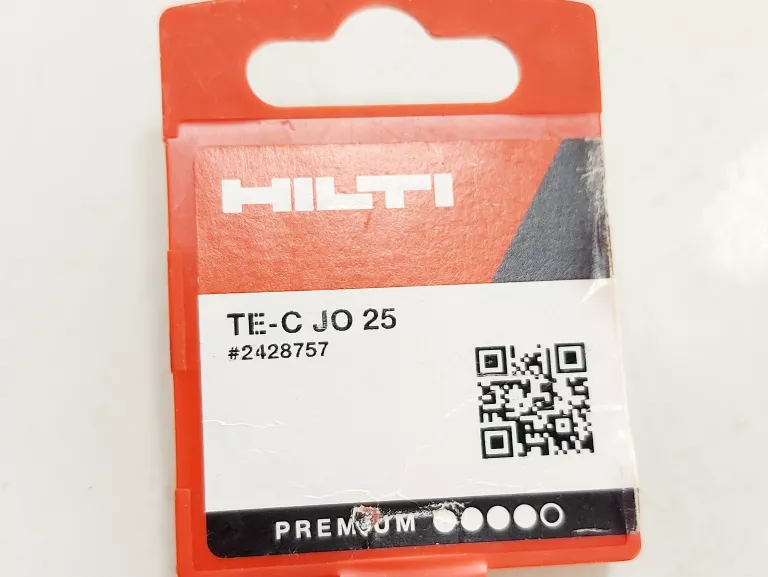 HILTI
TE-C JO 25
#2428757
PREMIUM